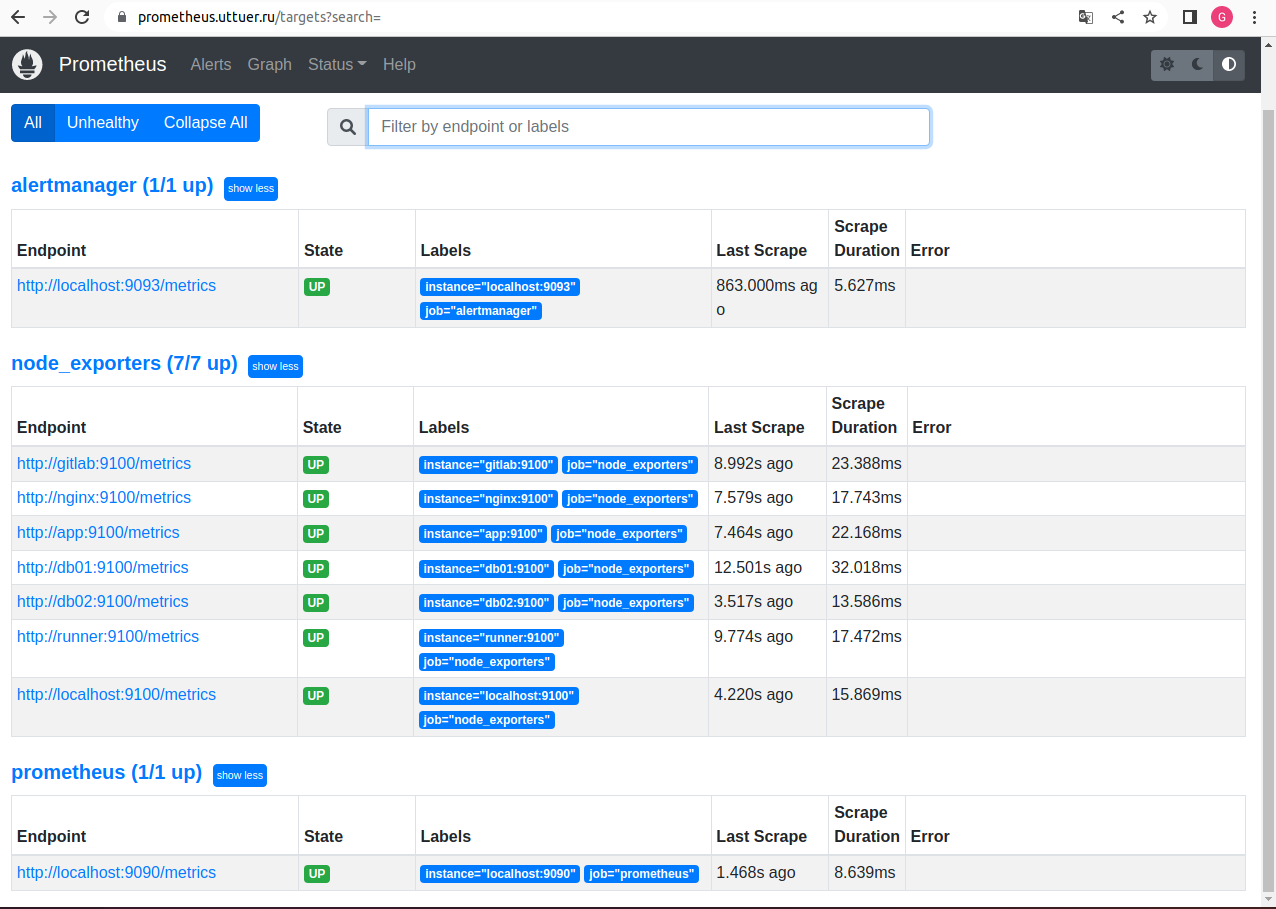 prometheus.uttuer.ru/targets?search=
G
Prometheus Alerts Graph Status Help
All Unhealthy Collapse All Filter by endpoint or labels
alertmanager (1/1 up) show less
Endpoint State Labels Last Scrape Scrape Duration Error
http://localhost:9093/metrics UP instance="localhost:9093" 863.000ms ag 5.627ms
job="alertmanager" o
node_exporters (7/7 up) show less
Endpoint State Labels Last Scrape Scrape Duration Error
http://gitlab:9100/metrics UP instance="gitlab:9100" job="node_exporters" 8.992s ago 23.388ms
http://nginx:9100/metrics UP instance="nginx:9100" job="node_exporters" 7.579s ago 17.743ms
http://app:9100/metrics UP instance="app:9100" job="node_exporters" 7.464s ago 22.168ms
http://db01:9100/metrics UP instance="db01:9100" job="node_exporters" 12.501s ago 32.018ms
http://db02:9100/metrics UP instance="db02:9100" job="node_exporters" 3.517s ago 13.586ms
http://runner:9100/metrics UP instance="runner:9100" 9.774s ago 17.472ms
job="node_exporters"
http://localhost:9100/metrics UP instance="localhost:9100" 4.220s ago 15.869ms
job="node_exporters"
prometheus (1/1 up) show less
Endpoint State Labels Last Scrape Scrape Duration Error
http://localhost:9090/metrics UP instance="localhost:9090" job="prometheus" 1.468s ago 8.639ms